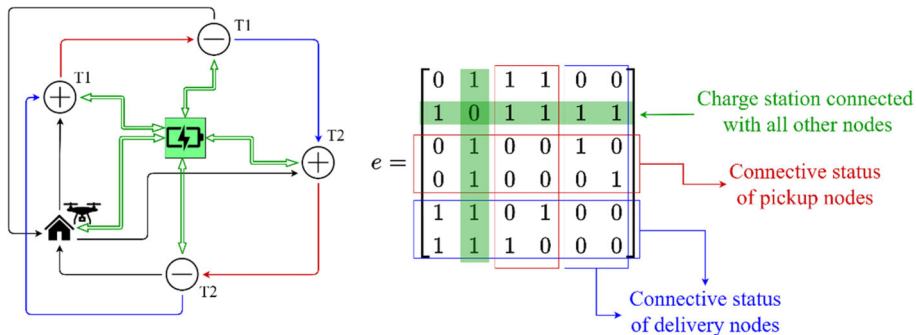 T1
T1
T2
T2
e =
0 1 1 1 0 0
1 0 1 1 1 1
0 1 0 0 1 0
0 1 0 0 0 1
1 1 0 1 0 0
1 1 1 0 0 0
Charge station connected
with all other nodes
Connective status
of pickup nodes
Connective status
of delivery nodes